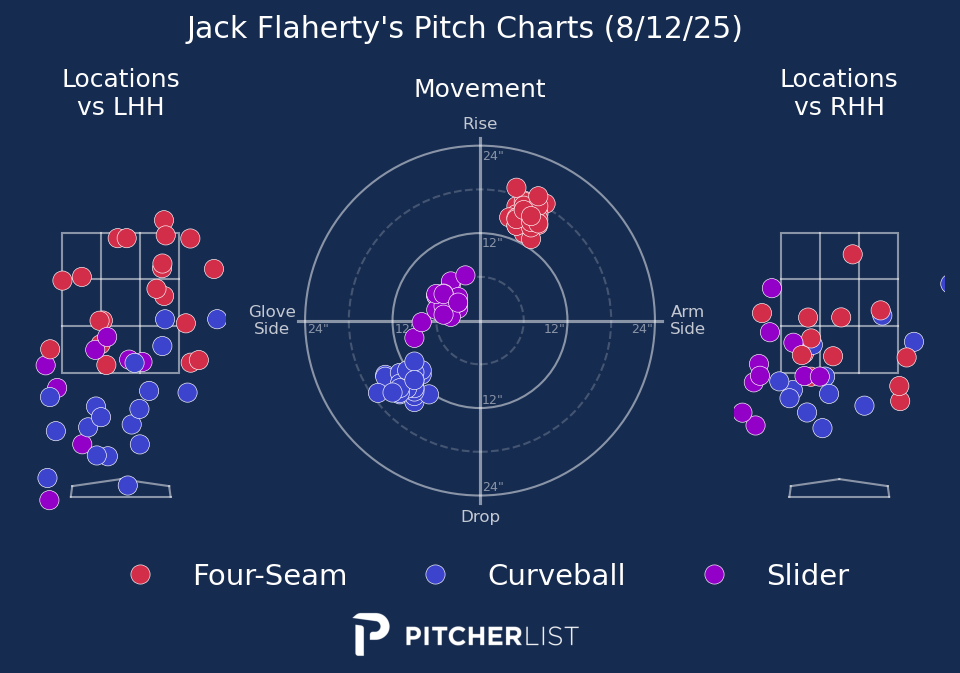 Jack Flaherty's Pitch Charts (8/12/25)
Locations
vs LHH
Movement
Locations
vs RHH
Rise
24"
12"
Glove
Side
24"
12"
12"
24"
Arm
Side
12"
24"
Drop
Four-Seam
Curveball
Slider
PITCHERLIST